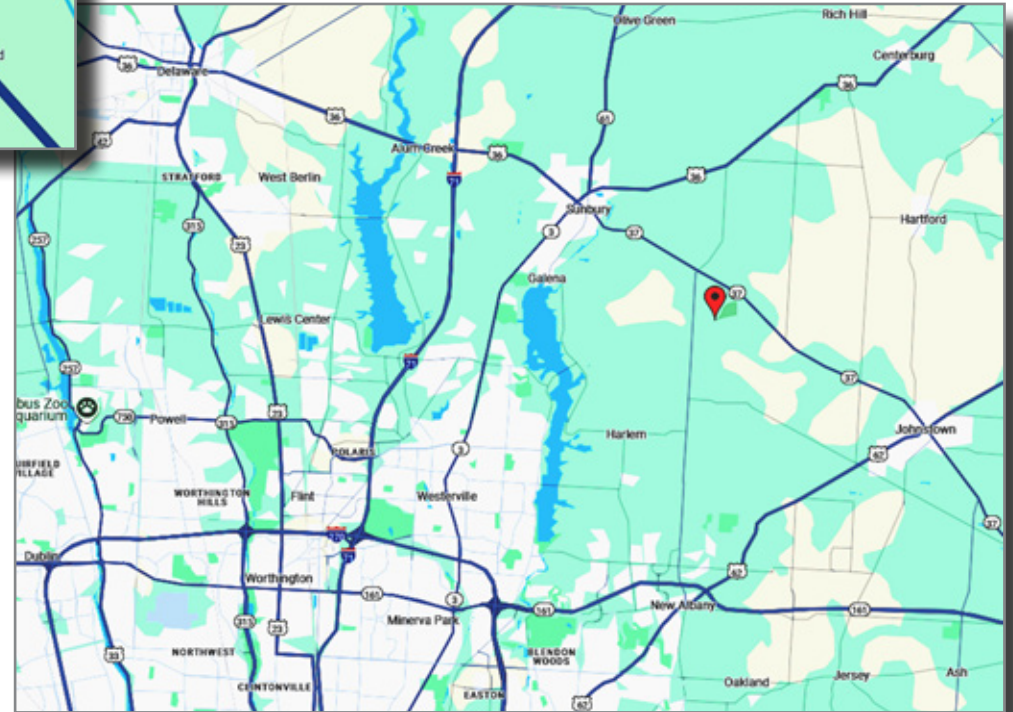 Olive Green
Rich Hill
Centerburg
36
Delaware
36
36
61
42
Alum Creek
36
71
36
STRATFORD
West Berlin
Sunbury
Hartford
315
3
37
257
23
Galena
37
Lewis Center
71
257
37
bus Zoo
quarium
750
Powell
315
23
Johnstown
Harlem
62
3
POLARIS
UIRFIELD
VILLAGE
WORTHINGTON
HILLS
Flint
Westerville
37
270
71
Dublin
62
Worthington
161
3
161
New Albany
161
315
23
Minerva Park
33
NORTHWEST
BLENDON
WOODS
CLINTONVILLE
EASTON
62
Oakland
Jersey
Ash